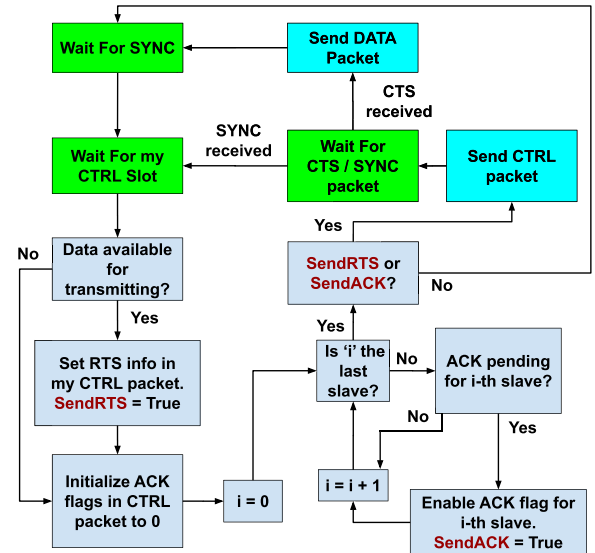 Wait For SYNC
Send DATA
Packet
CTS
received
SYNC
received
Wait For my
CTRL Slot
Wait For
CTS / SYNC
packet
Send CTRL
packet
Yes
No
Data available
for
transmitting?
SendRTS or
SendACK?
No
Yes
Yes
Set RTS info in
my CTRL packet.
SendRTS = True
Is ‘i’ the
last
slave?
No
ACK pending
for i-th slave?
No
Yes
Initialize ACK
flags in CTRL
packet to 0
i = 0
i = i + 1
Enable ACK flag for
i-th slave.
SendACK = True